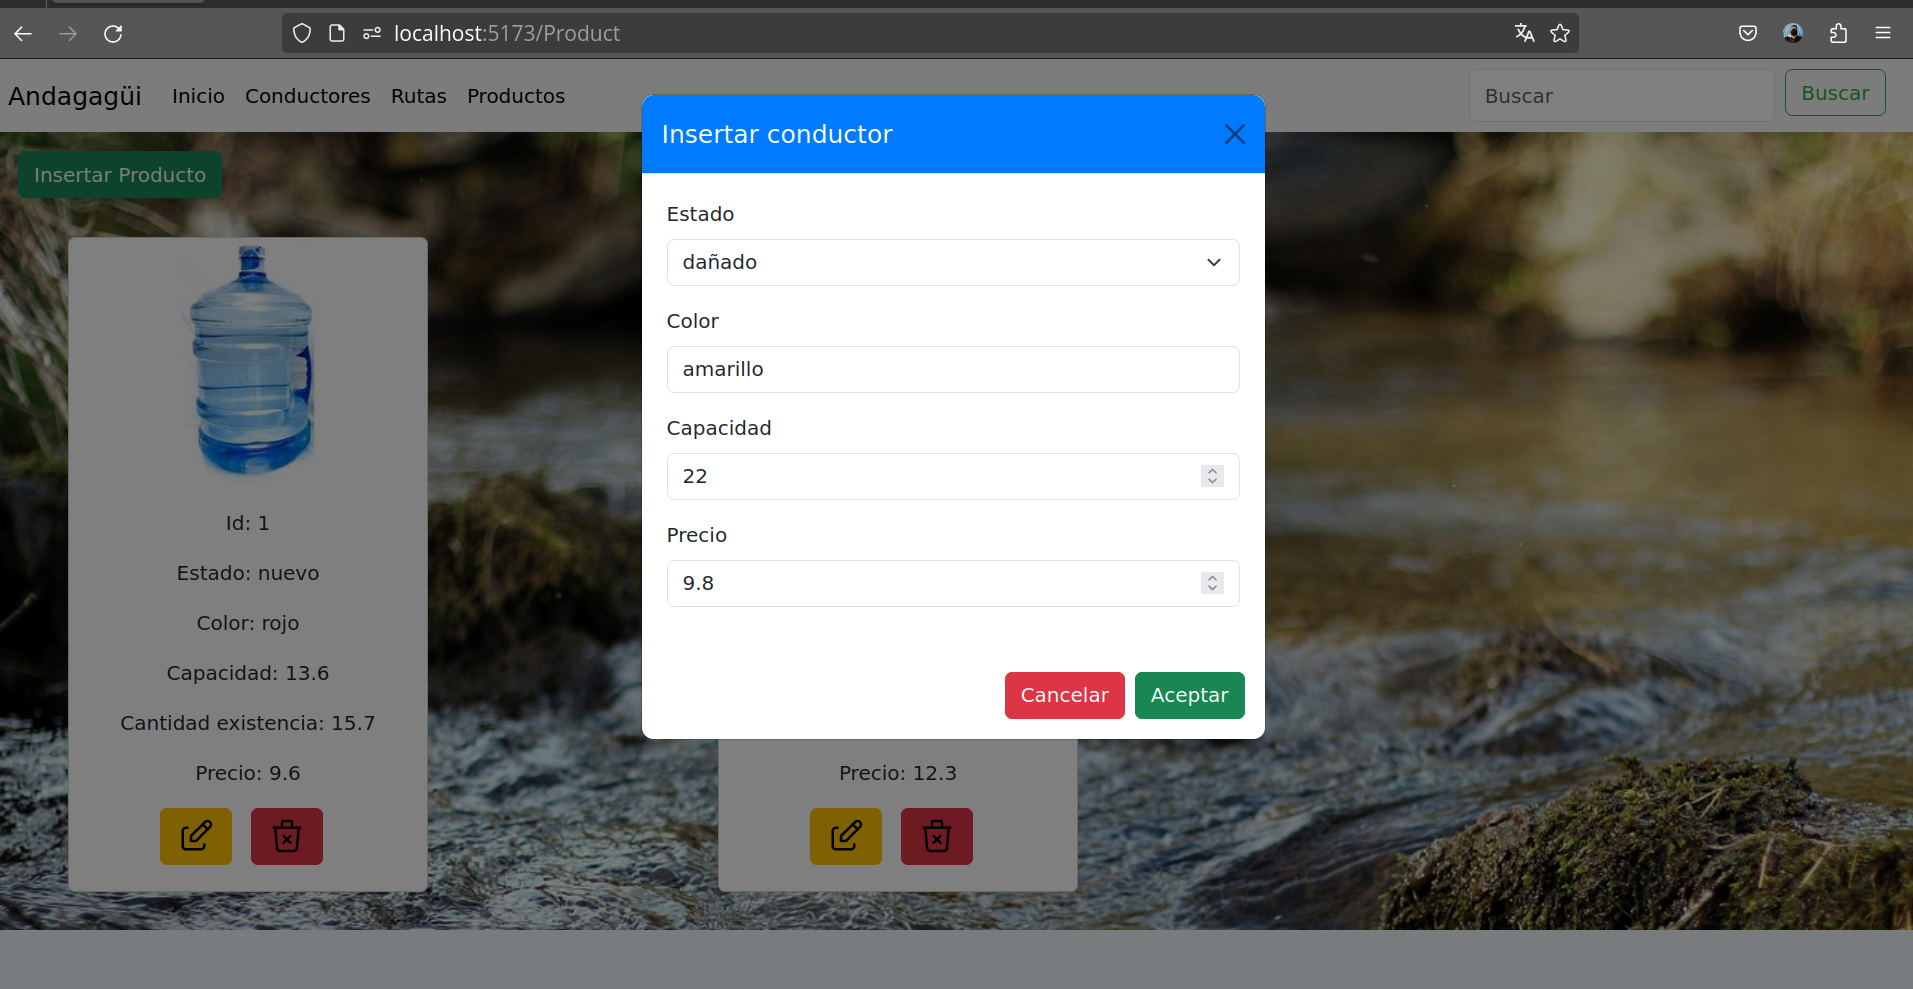 localhost:5173/Product
Andagagüi Inicio Conductores Rutas Productos Buscar Buscar
Insertar Producto
Insertar conductor
Estado
dañado
Color
amarillo
Capacidad
22
Precio
9.8
Cancelar Aceptar
Id: 1
Estado: nuevo
Color: rojo
Capacidad: 13.6
Cantidad existencia: 15.7
Precio: 9.6
Precio: 12.3